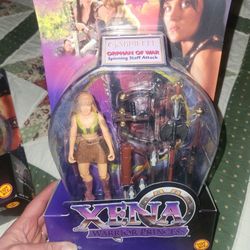 GABRIELLE
ORPHAN OF WAR
Spinning Staff Attack
XENA
WARRIOR PRINCESS